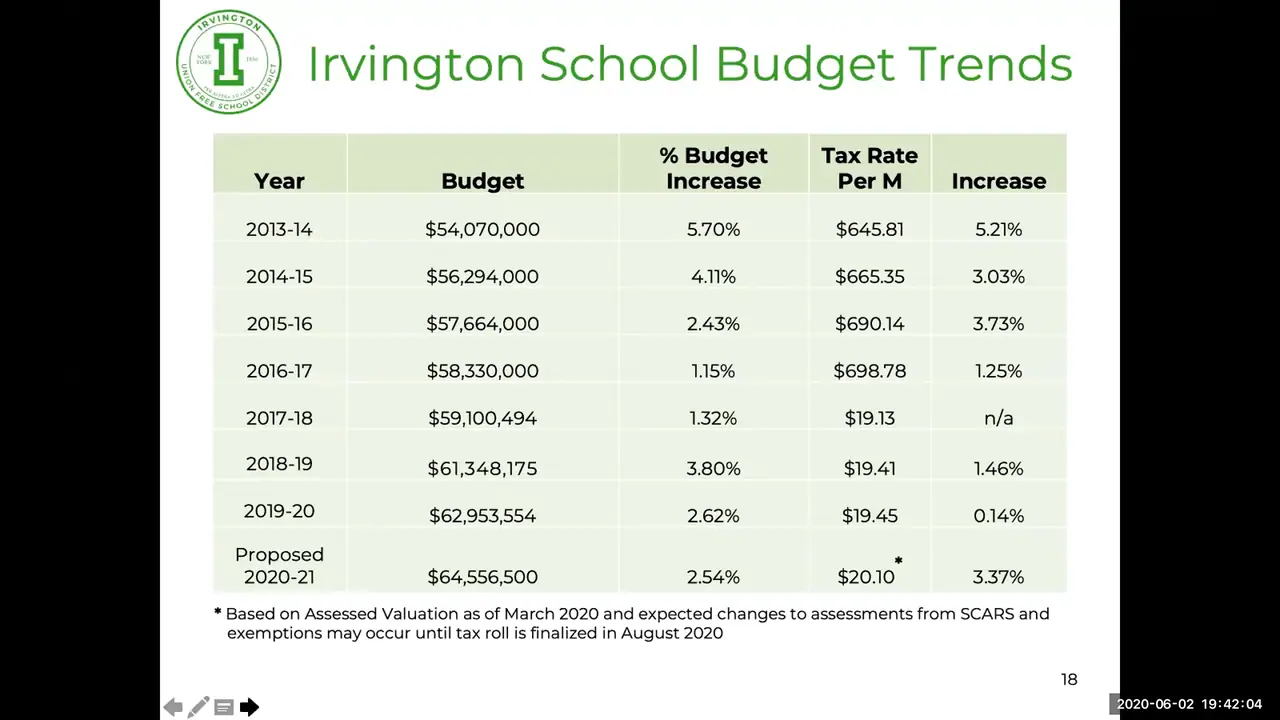 IRVINGTON
NEW YORK
UNION FREE SCHOOL DISTRICT
Irvington School Budget Trends
Year Budget % Budget Increase Tax Rate Per M Increase
2013-14 $54,070,000 5.70% $645.81 5.21%
2014-15 $56,294,000 4.11% $665.35 3.03%
2015-16 $57,664,000 2.43% $690.14 3.73%
2016-17 $58,330,000 1.15% $698.78 1.25%
2017-18 $59,100,494 1.32% $19.13 n/a
2018-19 $61,348,175 3.80% $19.41 1.46%
2019-20 $62,953,554 2.62% $19.45 0.14%
Proposed 2020-21 $64,556,500 2.54% $20.10* 3.37%
* Based on Assessed Valuation as of March 2020 and expected changes to assessments from SCARS and
exemptions may occur until tax roll is finalized in August 2020
18
2020-06-02 19:42:04